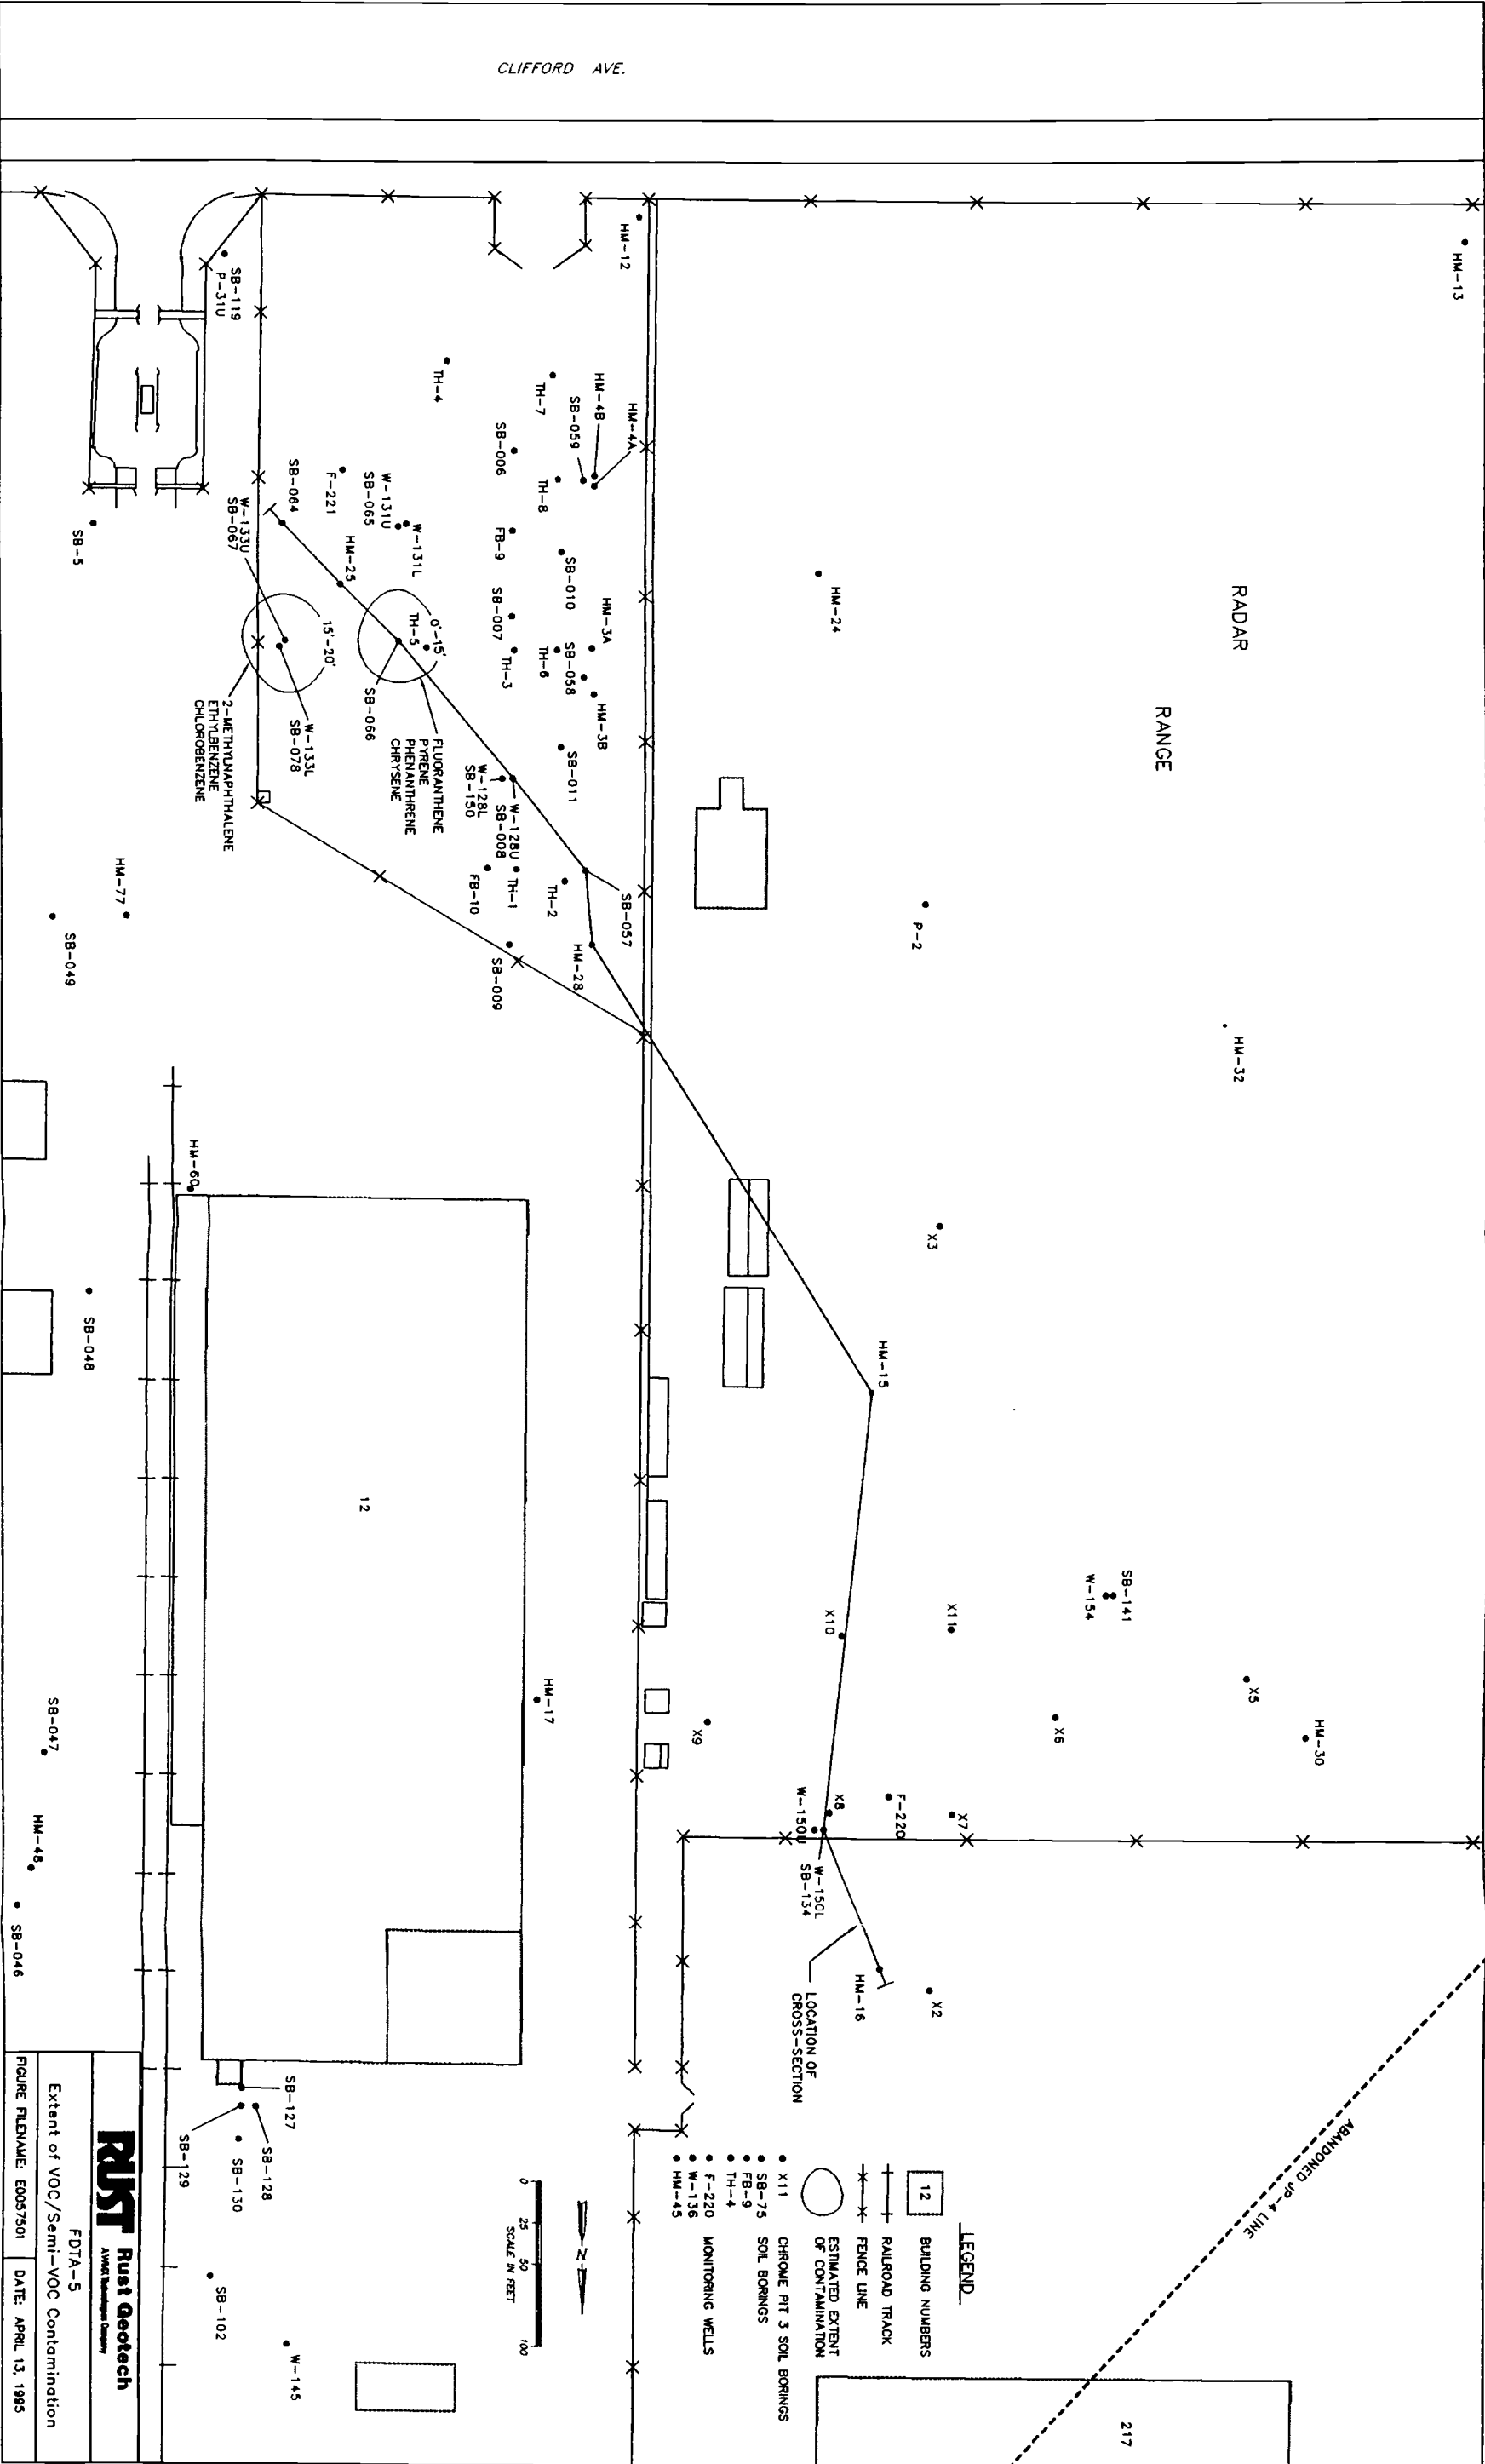 CLIFFORD AVE.
HM-13
HM-12
RADAR
RANGE
HM-24
P-2
HM-32
X3
HM-15
SB-141
W-154
X11
X10
X5
HM-30
X6
X9
X7
F-220
X8
W-150U
W-150L
SB-134
HM-16
X2
LOCATION OF
CROSS-SECTION
ABANDONED JP-4 LINE
217
HM-4A
HM-4B
SB-059
TH-7
TH-4
SB-006
TH-8
FB-9
SB-010
HM-3A
SB-007
TH-3
TH-6
SB-058
HM-3B
SB-011
W-131L
W-131U
SB-065
F-221
HM-25
SB-064
TH-5
0'-15'
SB-066
FLUORANTHENE
PYRENE
PHENANTHRENE
CHRYSENE
W-128U
SB-008
W-128L
SB-150
TH-1
TH-2
FB-10
SB-009
SB-057
HM-28
W-133U
SB-067
15'-20'
W-133L
SB-078
2-METHYLNAPHTHALENE
ETHYLBENZENE
CHLOROBENZENE
SB-119
P-31U
SB-5
HM-77
SB-049
HM-60
SB-048
12
HM-17
SB-047
HM-48
SB-046
SB-127
SB-128
SB-129
SB-130
SB-102
W-145
LEGEND
12 BUILDING NUMBERS
RAILROAD TRACK
FENCE LINE
ESTIMATED EXTENT
OF CONTAMINATION
X11 CHROME PIT 3 SOIL BORINGS
SB-75
FB-9 SOIL BORINGS
TH-4
F-220
W-136 MONITORING WELLS
HM-45
N
0 25 50 100
SCALE IN FEET
RUST Rust Geotech
FDTA-5
Extent of VOC/Semi-VOC Contamination
FIGURE FILENAME: E0057501 DATE: APRIL 13, 1995